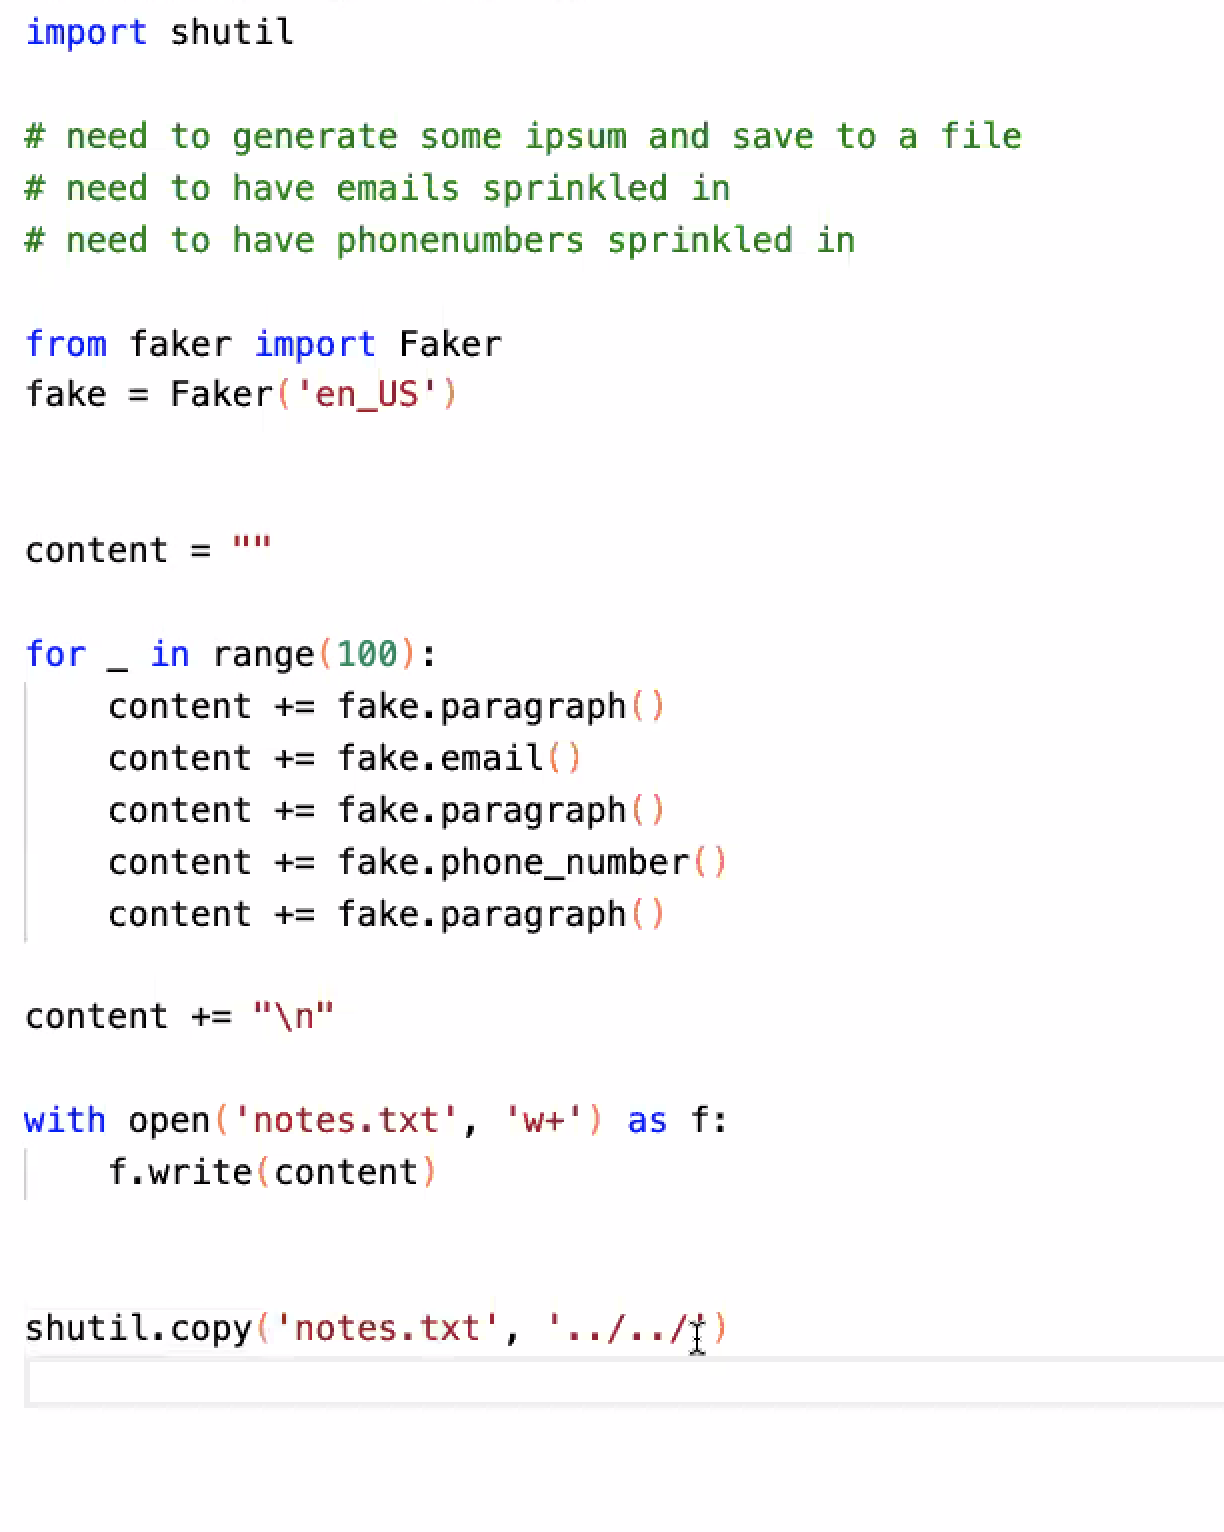 import shutil
# need to generate some ipsum and save to a file
# need to have emails sprinkled in
# need to have phonenumbers sprinkled in
from faker import Faker
fake = Faker('en_US')
content = ""
for _ in range(100):
    content += fake.paragraph()
    content += fake.email()
    content += fake.paragraph()
    content += fake.phone_number()
    content += fake.paragraph()
content += "\n"
with open('notes.txt', 'w+') as f:
    f.write(content)
shutil.copy('notes.txt', '../../')